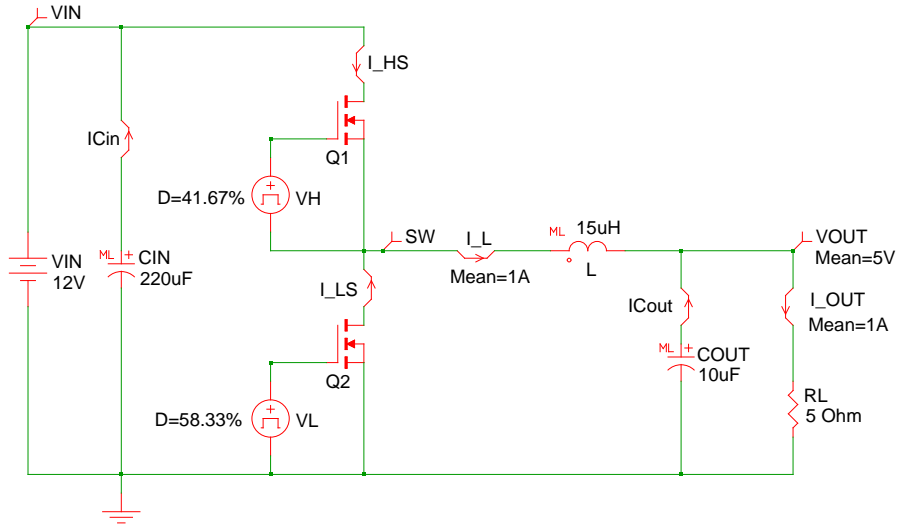 VIN
I_HS
ICin
Q1
D=41.67%
VH
SW
I_L
Mean=1A
ML
15uH
L
VOUT
Mean=5V
VIN
12V
ML
+
CIN
220uF
I_LS
ICout
I_OUT
Mean=1A
Q2
ML
+
COUT
10uF
D=58.33%
VL
RL
5 Ohm